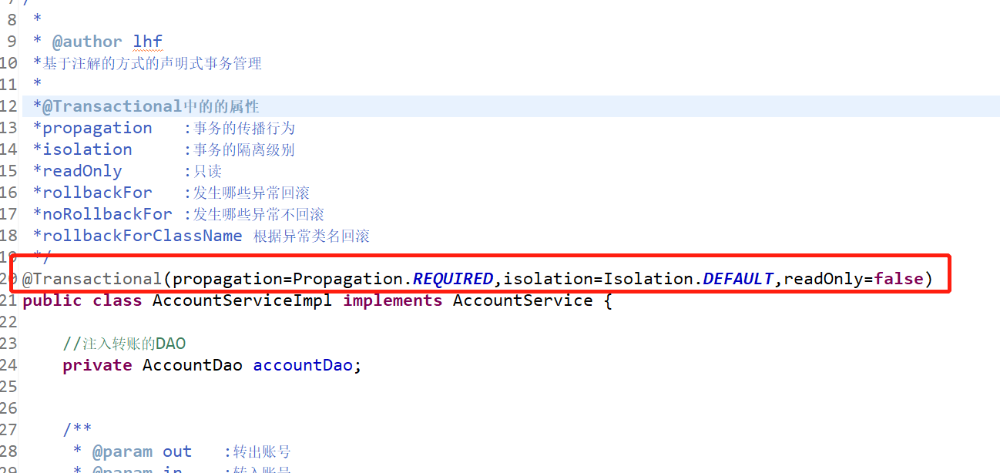 8 *
9 * @author lhf
10 *基于注解的方式的声明式事务管理
11 *
12 *@Transactional中的的属性
13 *propagation :事务的传播行为
14 *isolation :事务的隔离级别
15 *readOnly :只读
16 *rollbackFor :发生哪些异常回滚
17 *noRollbackFor :发生哪些异常不回滚
18 *rollbackForClassName 根据异常类名回滚
19 */
20 @Transactional(propagation=Propagation.REQUIRED,isolation=Isolation.DEFAULT,readOnly=false)
21 public class AccountServiceImpl implements AccountService {
22
23 //注入转账的DAO
24 private AccountDao accountDao;
25
26
27 /**
28 * @param out :转出账号
29 * @param in :转入账号